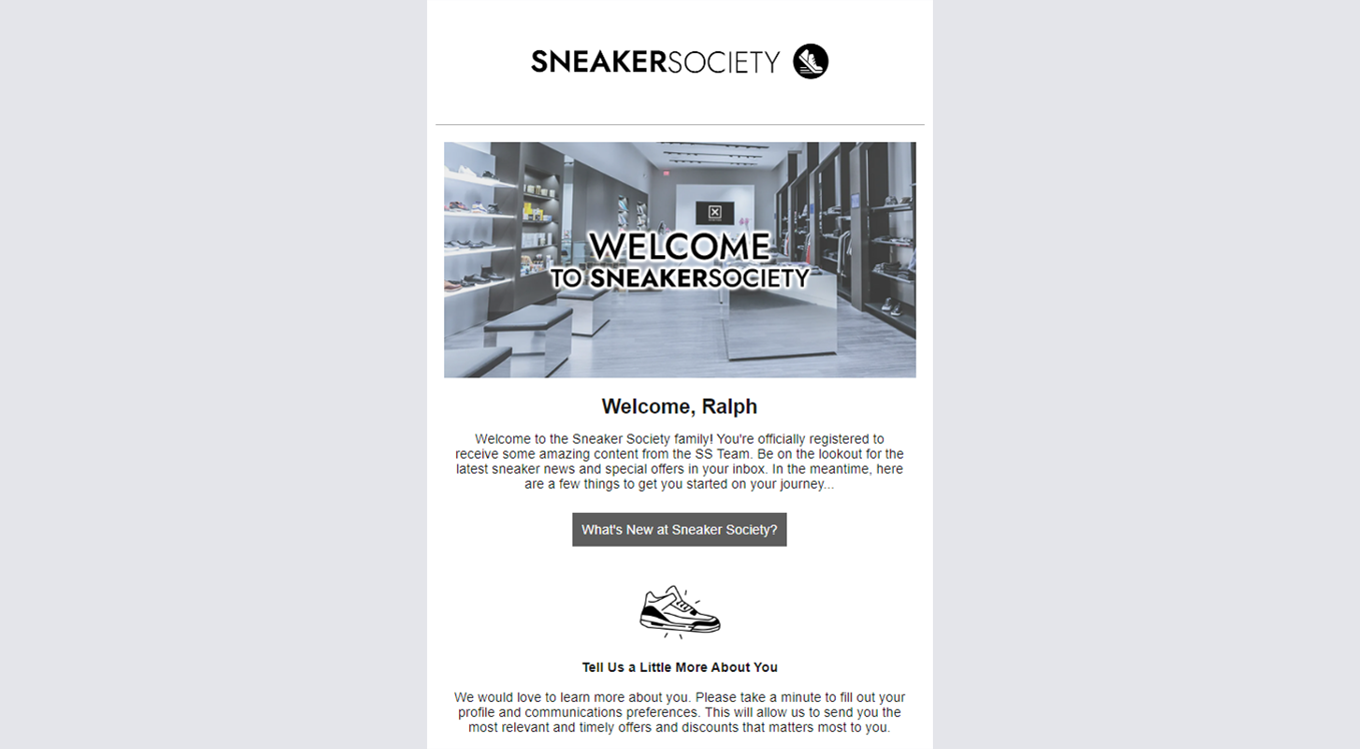 SNEAKERSOCIETY
WELCOME
TO SNEAKERSOCIETY
Welcome, Ralph
Welcome to the Sneaker Society family! You're officially registered to
receive some amazing content from the SS Team. Be on the lookout for the
latest sneaker news and special offers in your inbox. In the meantime, here
are a few things to get you started on your journey...
What's New at Sneaker Society?
Tell Us a Little More About You
We would love to learn more about you. Please take a minute to fill out your
profile and communications preferences. This will allow us to send you the
most relevant and timely offers and discounts that matters most to you.